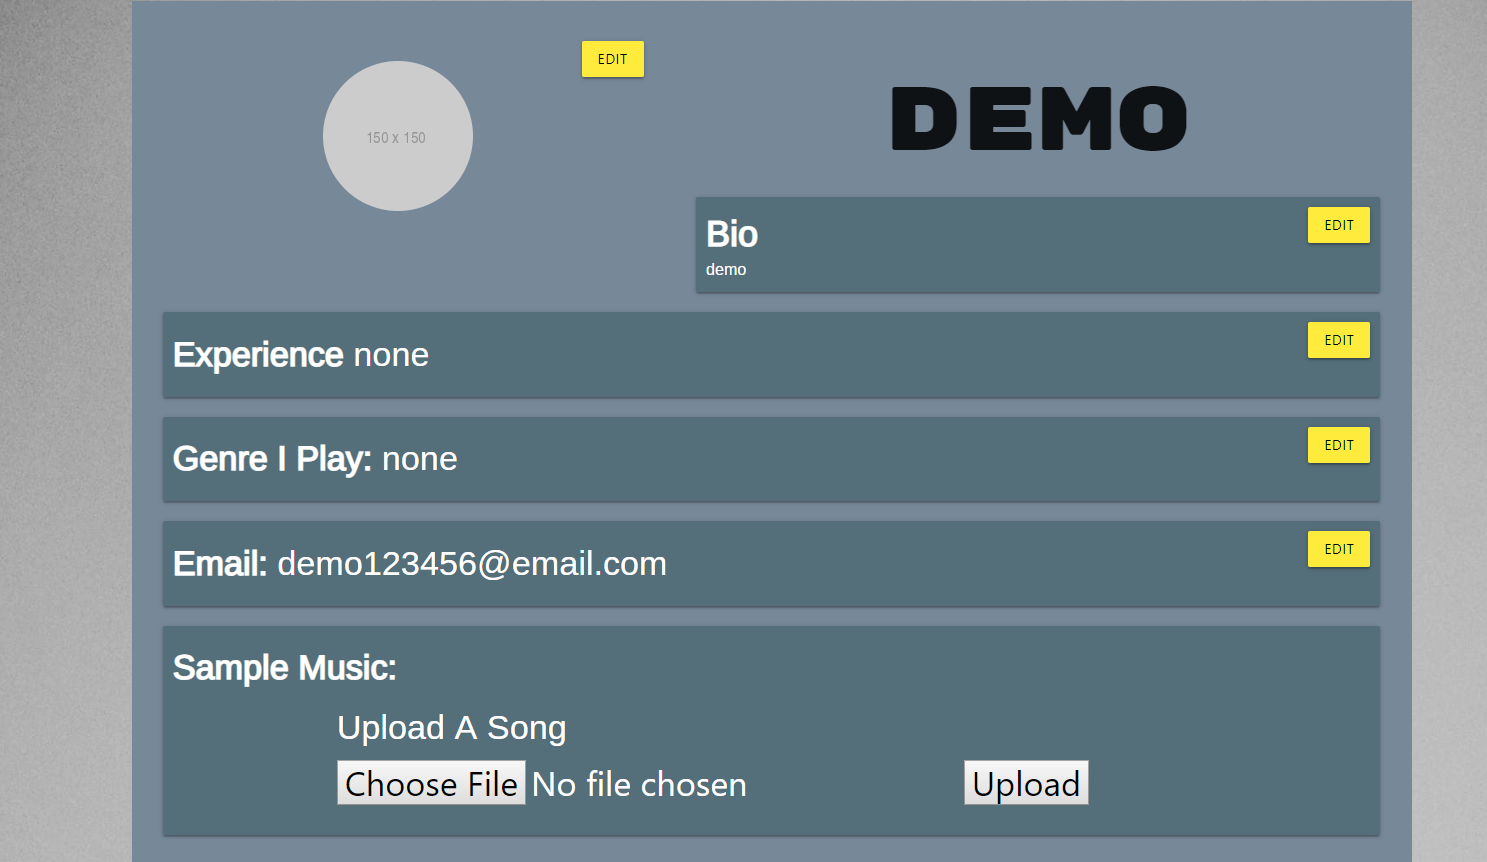 EDIT
150 x 150
DEMO
Bio
EDIT
demo
Experience none
EDIT
Genre I Play: none
EDIT
Email: demo123456@email.com
EDIT
Sample Music:
Upload A Song
Choose File No file chosen
Upload